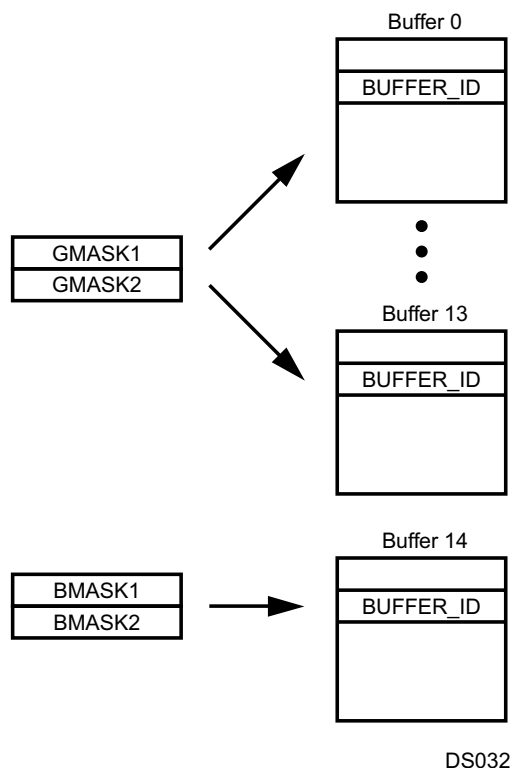 Buffer 0
BUFFER_ID
GMASK1
GMASK2
Buffer 13
BUFFER_ID
Buffer 14
BMASK1
BMASK2
BUFFER_ID
DS032